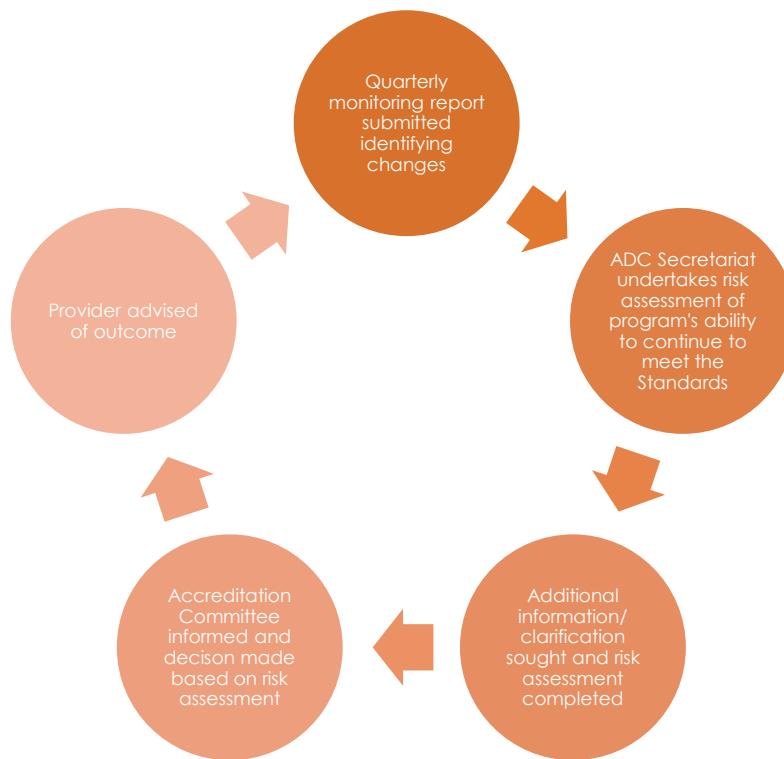 Quarterly
monitoring report
submitted
identifying
changes
ADC Secretariat
undertakes risk
assessment of
program's ability
to continue to
meet the
Standards
Additional
information/
clarification
sought and risk
assessment
completed
Accreditation
Committee
informed and
decison made
based on risk
assessment
Provider advised
of outcome